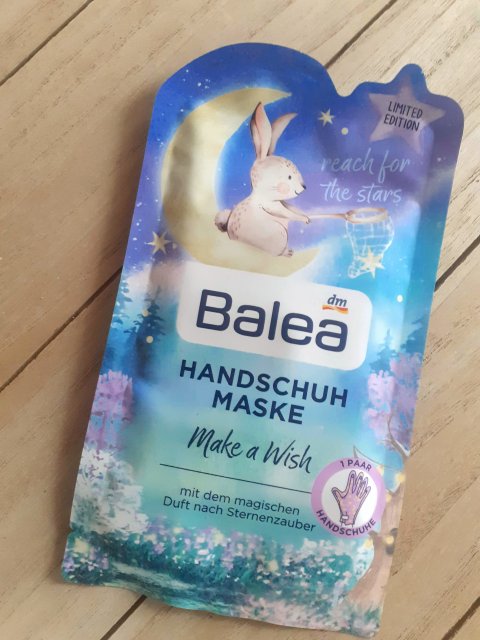 LIMITED
EDITION
reach for
the stars
dm
Balea
HANDSCHUH
MASKE
Make a Wish
mit dem magischen
Duft nach Sternenzauber
1 PAAR
HANDSCHUHE